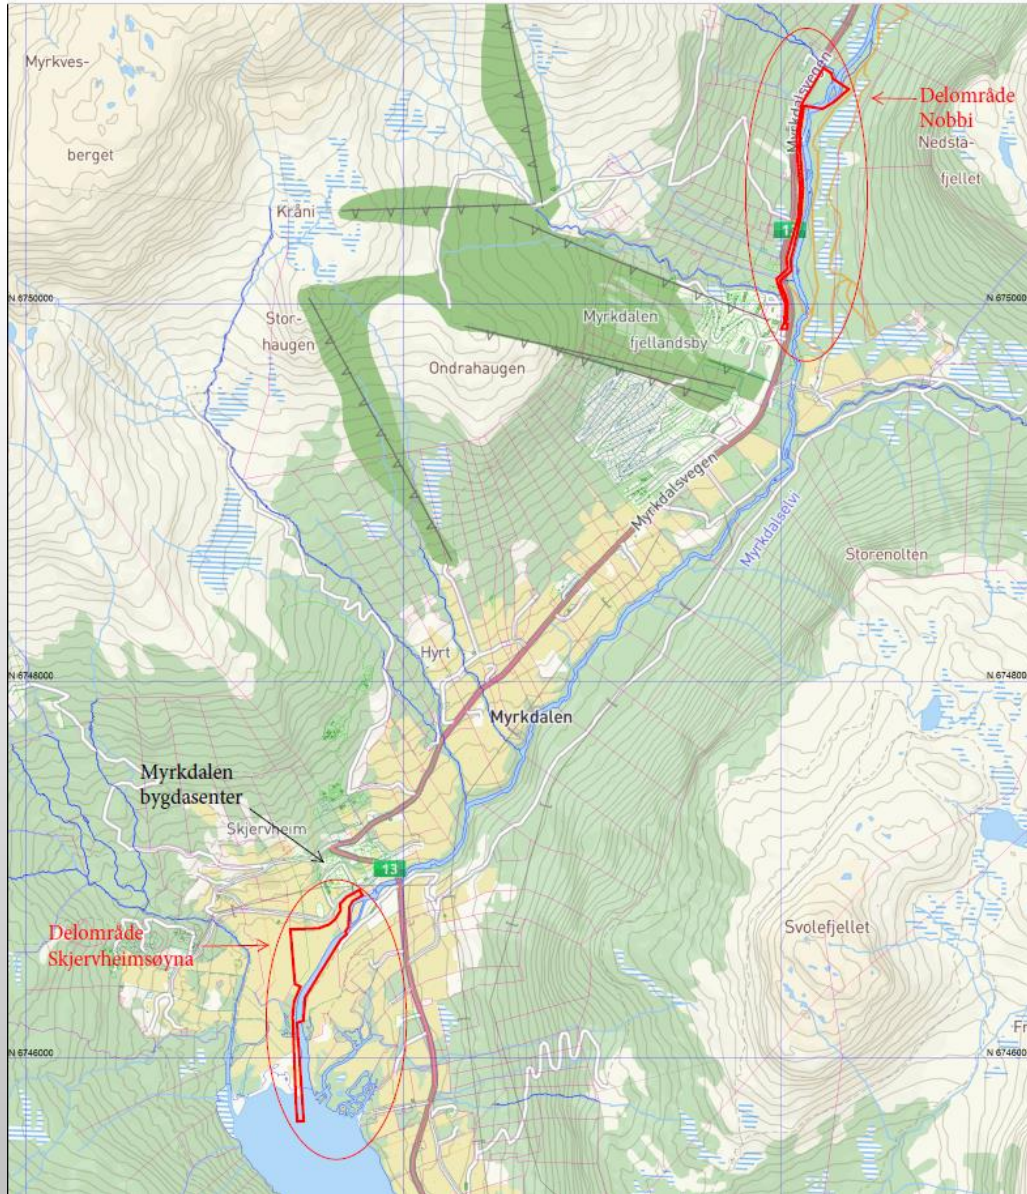 Myrkves-
berget
Myrkdalsvegen
Delområde
Nobbi
Nedsta-
fjellet
Kråni
N 6750000
Stor-
haugen
Ondrahaugen
Myrkdalen
fjellandsby
Myrkdalsvegen
Myrkdalselvi
Storenolten
Hyrt
N 6748000
N 6748000
Myrkdalen
Myrkdalen
bygdasenter
Skjervheim
13
Delområde
Skjervheimsøyna
Svolefjellet
N 6746000
N 6746000